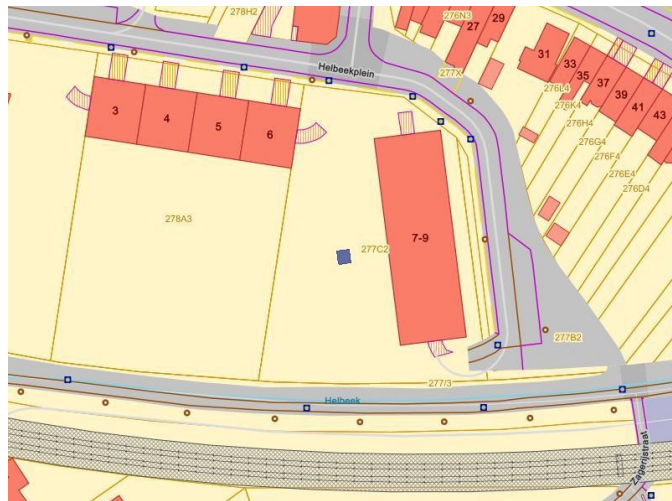 278H2
276N3
27
29
Helbeekplein
277X
31
33
35
37
39
41
43
276L4
276K4
276H4
276G4
276F4
276E4
276D4
3
4
5
6
278A3
277C2
7-9
277B2
277/3
Helbeek
Zagerijstraat